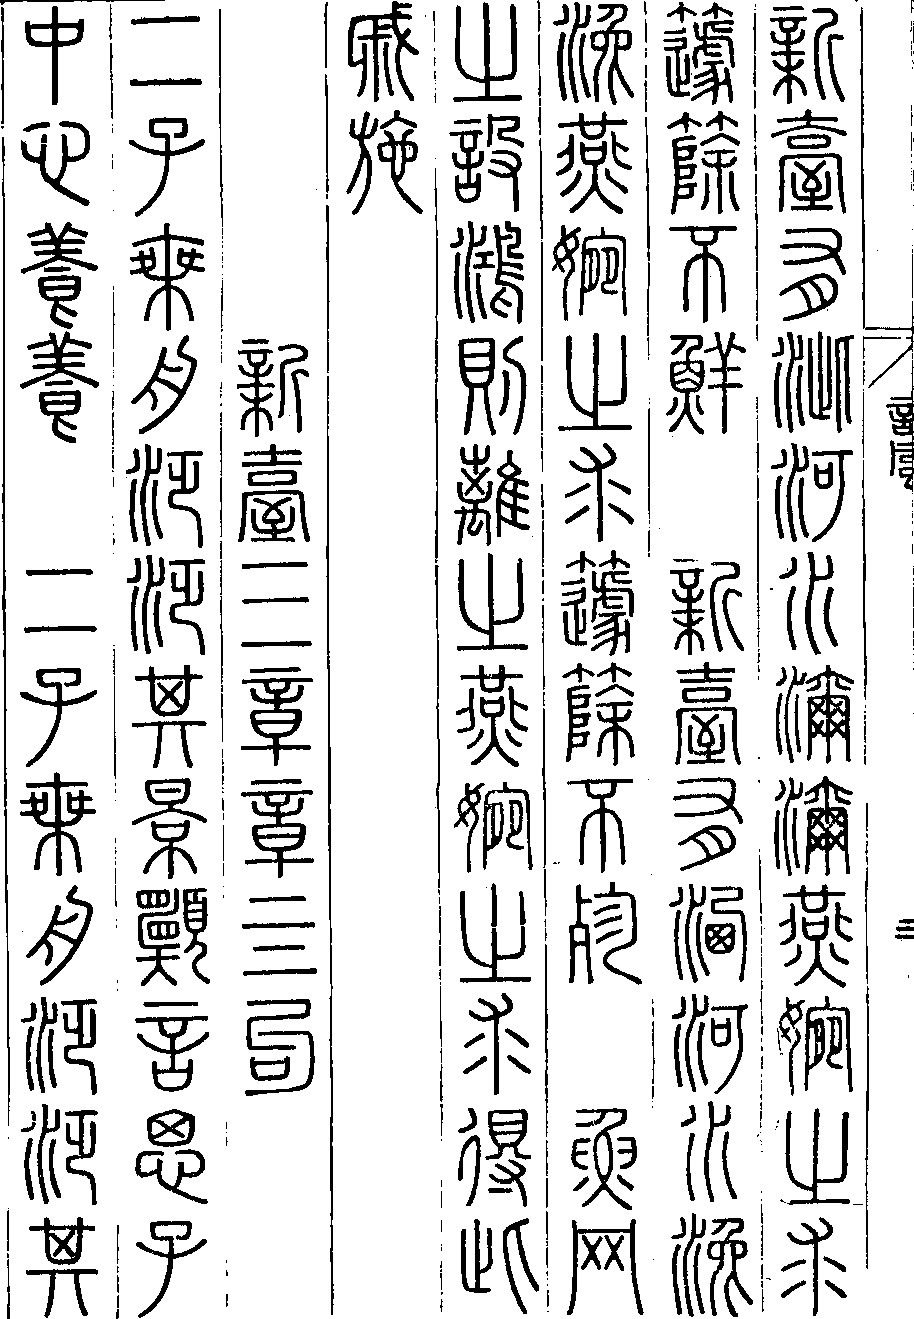 新臺有泚河水濔濔燕婉之求
籧篨不鮮　新臺有洒河水浼
浼燕婉之求籧篨不殄　魚网
之設鴻則離之燕婉之求得此
戚施
新臺三章章四句
二子乘舟汎汎其景願言思子
中心養養　二子乘舟汎汎其